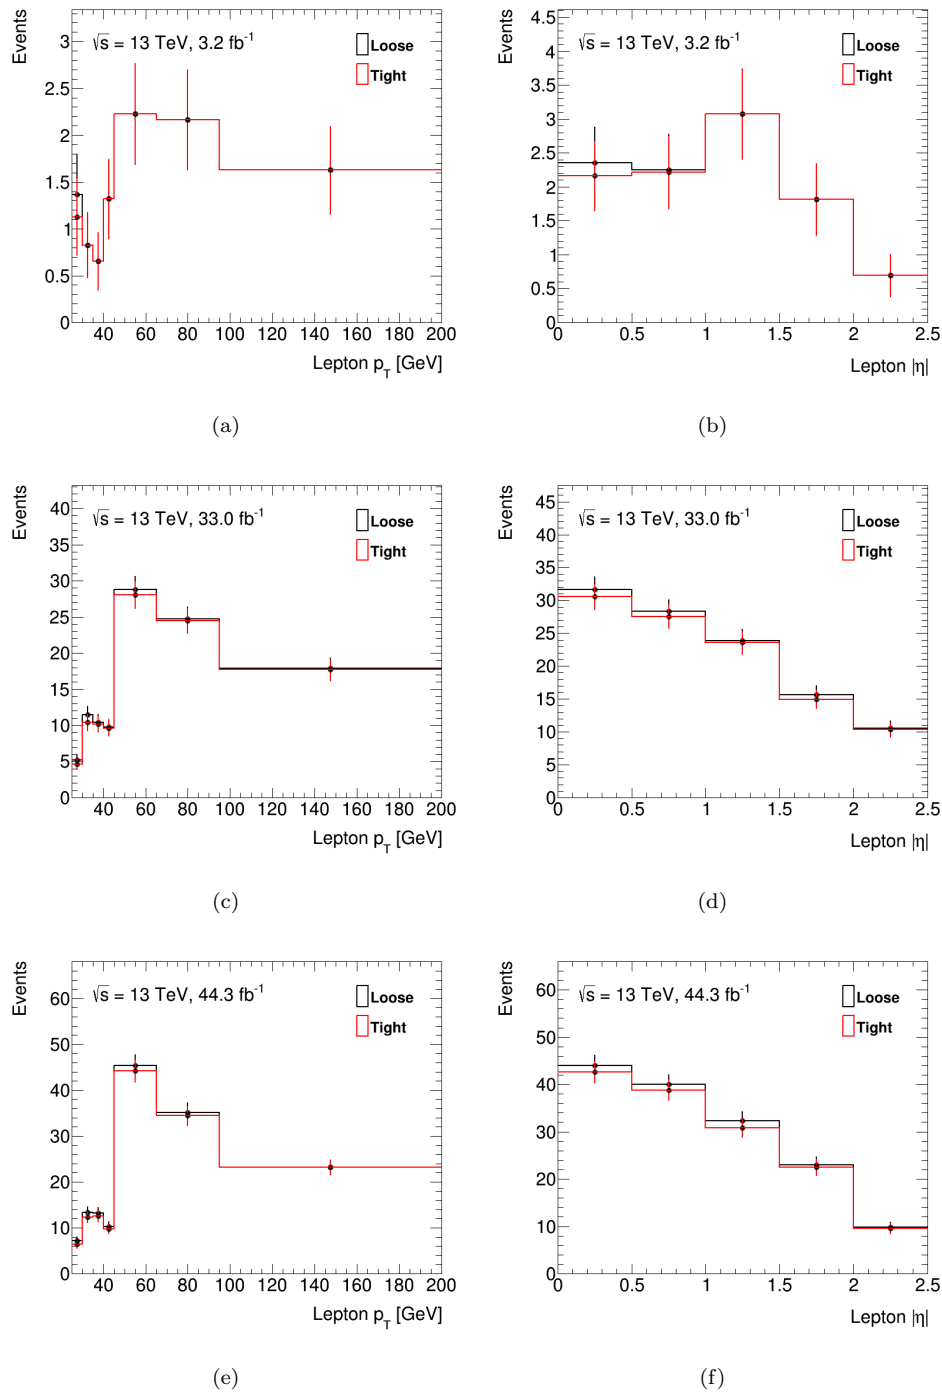 Events
√s = 13 TeV, 3.2 fb⁻¹
Loose
Tight
3
2.5
2
1.5
1
0.5
0
40 60 80 100 120 140 160 180 200
Lepton p_T [GeV]
(a)
Events
√s = 13 TeV, 3.2 fb⁻¹
Loose
Tight
4.5
4
3.5
3
2.5
2
1.5
1
0.5
0
0 0.5 1 1.5 2 2.5
Lepton |η|
(b)
Events
√s = 13 TeV, 33.0 fb⁻¹
Loose
Tight
40
35
30
25
20
15
10
5
0
40 60 80 100 120 140 160 180 200
Lepton p_T [GeV]
(c)
Events
√s = 13 TeV, 33.0 fb⁻¹
Loose
Tight
45
40
35
30
25
20
15
10
5
0
0 0.5 1 1.5 2 2.5
Lepton |η|
(d)
Events
√s = 13 TeV, 44.3 fb⁻¹
Loose
Tight
60
50
40
30
20
10
0
40 60 80 100 120 140 160 180 200
Lepton p_T [GeV]
(e)
Events
√s = 13 TeV, 44.3 fb⁻¹
Loose
Tight
60
50
40
30
20
10
0
0 0.5 1 1.5 2 2.5
Lepton |η|
(f)